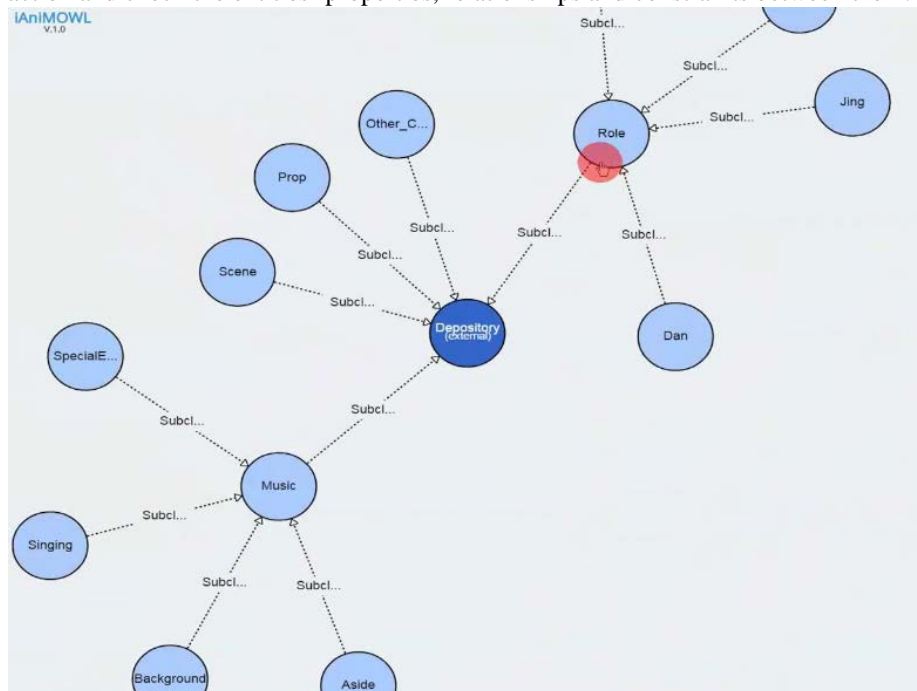 iAniMOWL
V.1.0
Subcl...
Subcl...
Jing
Other_C...
Role
Subcl...
Prop
Subcl...
Subcl...
Subcl...
Scene
Subcl...
Subcl...
Depository
(external)
Dan
SpecialE...
Subcl...
Subcl...
Music
Subcl...
Singing
Subcl...
Subcl...
Background
Aside